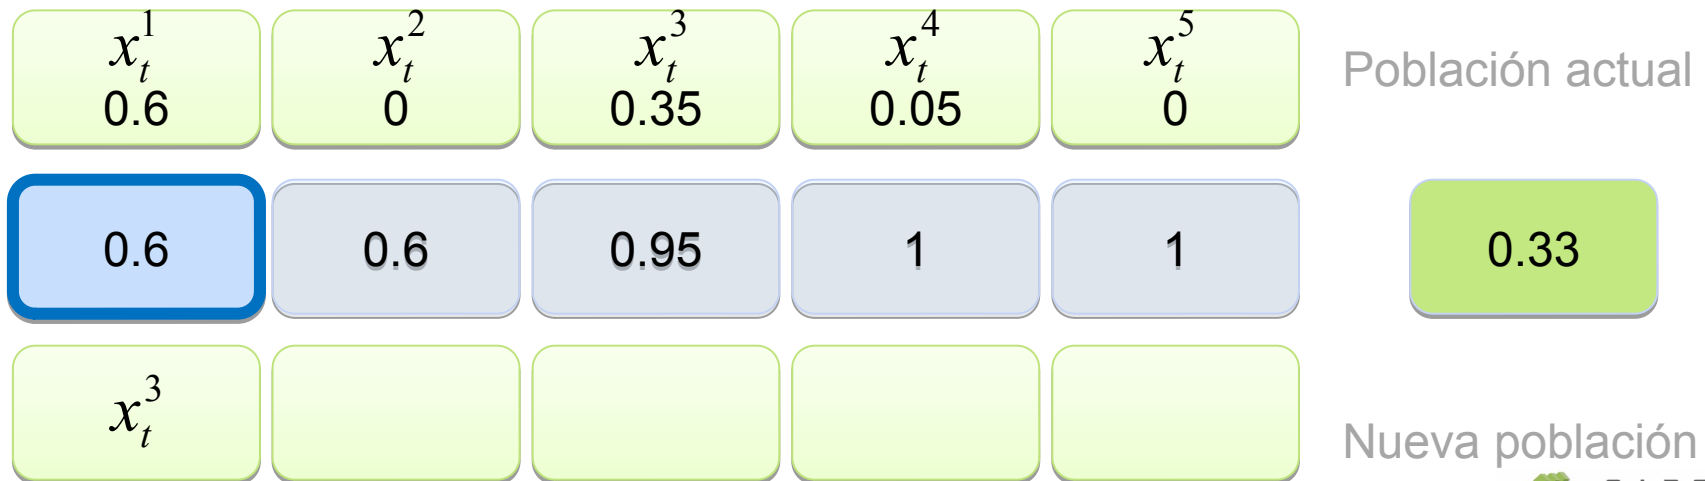 x_t^1 x_t^2 x_t^3 x_t^4 x_t^5 Población actual
0.6 0 0.35 0.05 0
0.6 0.6 0.95 1 1 0.33
x_t^3
Nueva población